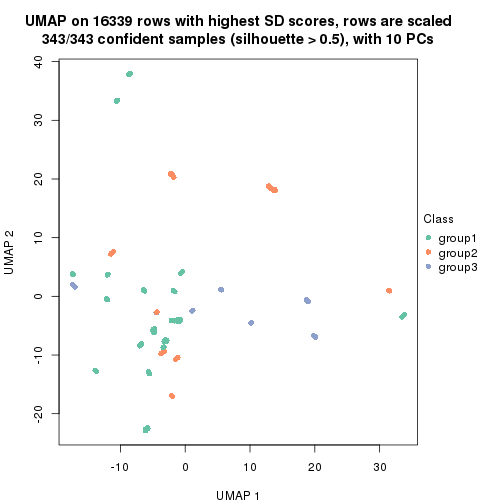 UMAP on 16339 rows with highest SD scores, rows are scaled
343/343 confident samples (silhouette > 0.5), with 10 PCs
40
30
20
10
0
-10
-20
UMAP 2
-10
0
10
20
30
UMAP 1
Class
group1
group2
group3